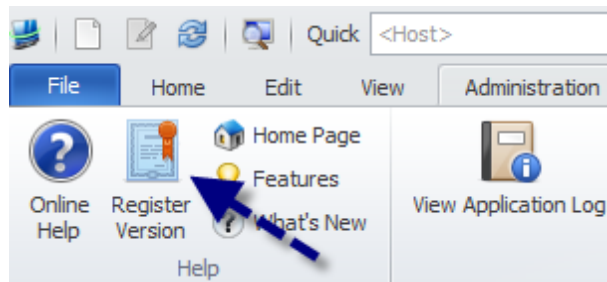 Quick <Host>
File Home Edit View Administration
Home Page
Features
What's New
Online Help
Register Version
View Application Log
Help